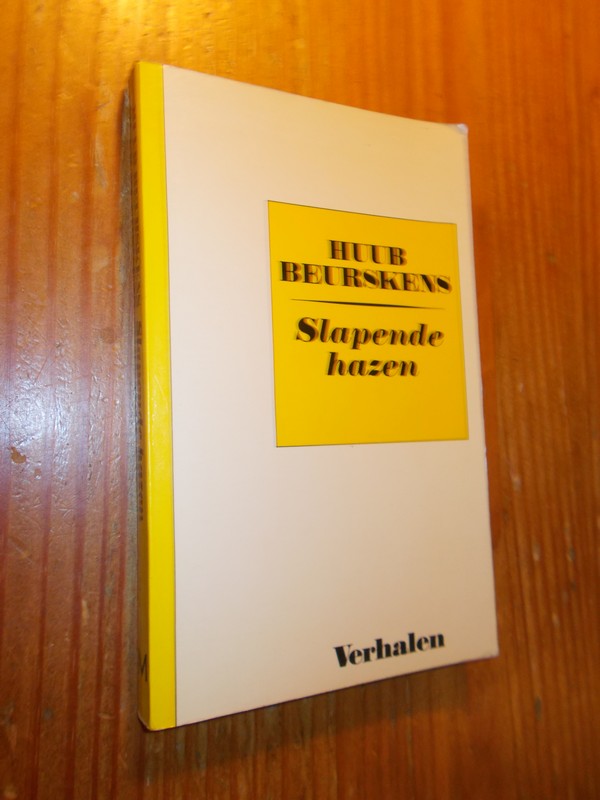 HUUB
BEURSKENS
Slapende
hazen
Verhalen